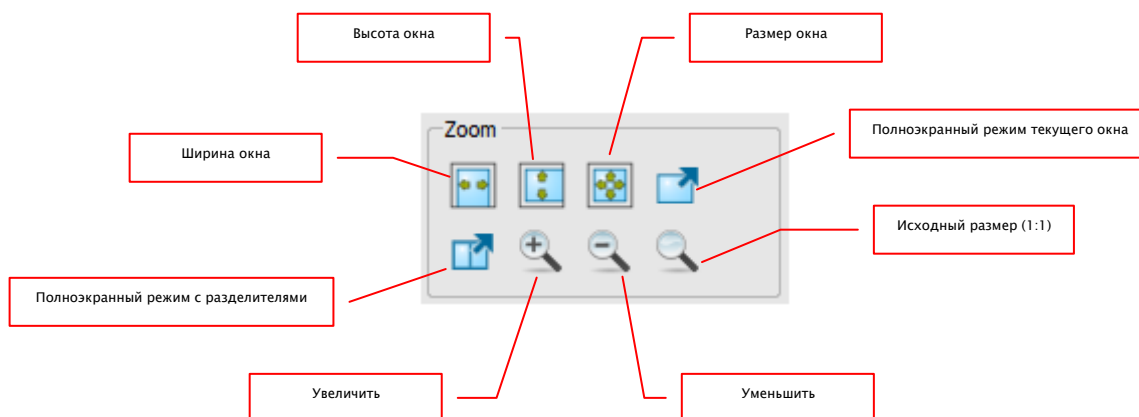 Высота окна
Размер окна
Zoom
Полноэкранный режим текущего окна
Ширина окна
Исходный размер (1:1)
Полноэкранный режим с разделителями
Увеличить
Уменьшить